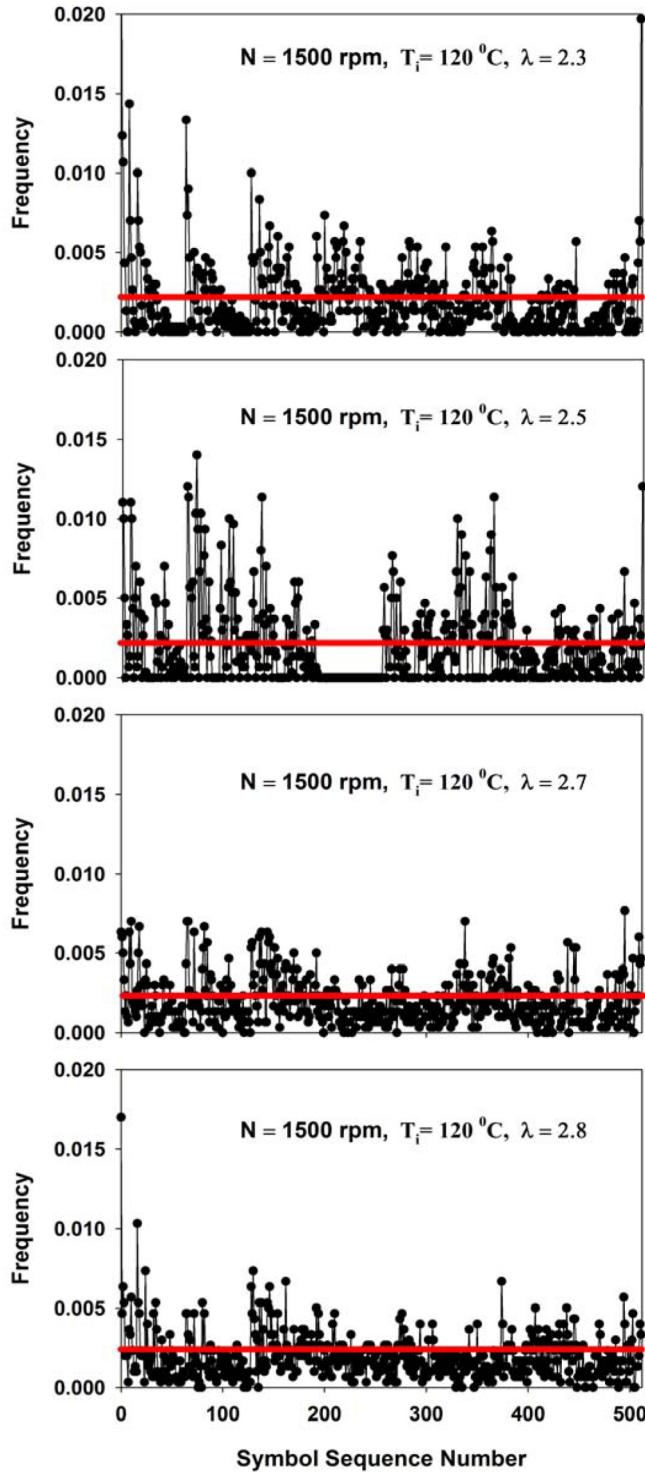 0.020
N = 1500 rpm, Tᵢ= 120 ⁰C, λ = 2.3
0.015
Frequency
0.010
0.005
0.000
0.020
N = 1500 rpm, Tᵢ= 120 ⁰C, λ = 2.5
0.015
Frequency
0.010
0.005
0.000
0.020
N = 1500 rpm, Tᵢ= 120 ⁰C, λ = 2.7
0.015
Frequency
0.010
0.005
0.000
0.020
N = 1500 rpm, Tᵢ= 120 ⁰C, λ = 2.8
0.015
Frequency
0.010
0.005
0.000
0 100 200 300 400 500
Symbol Sequence Number